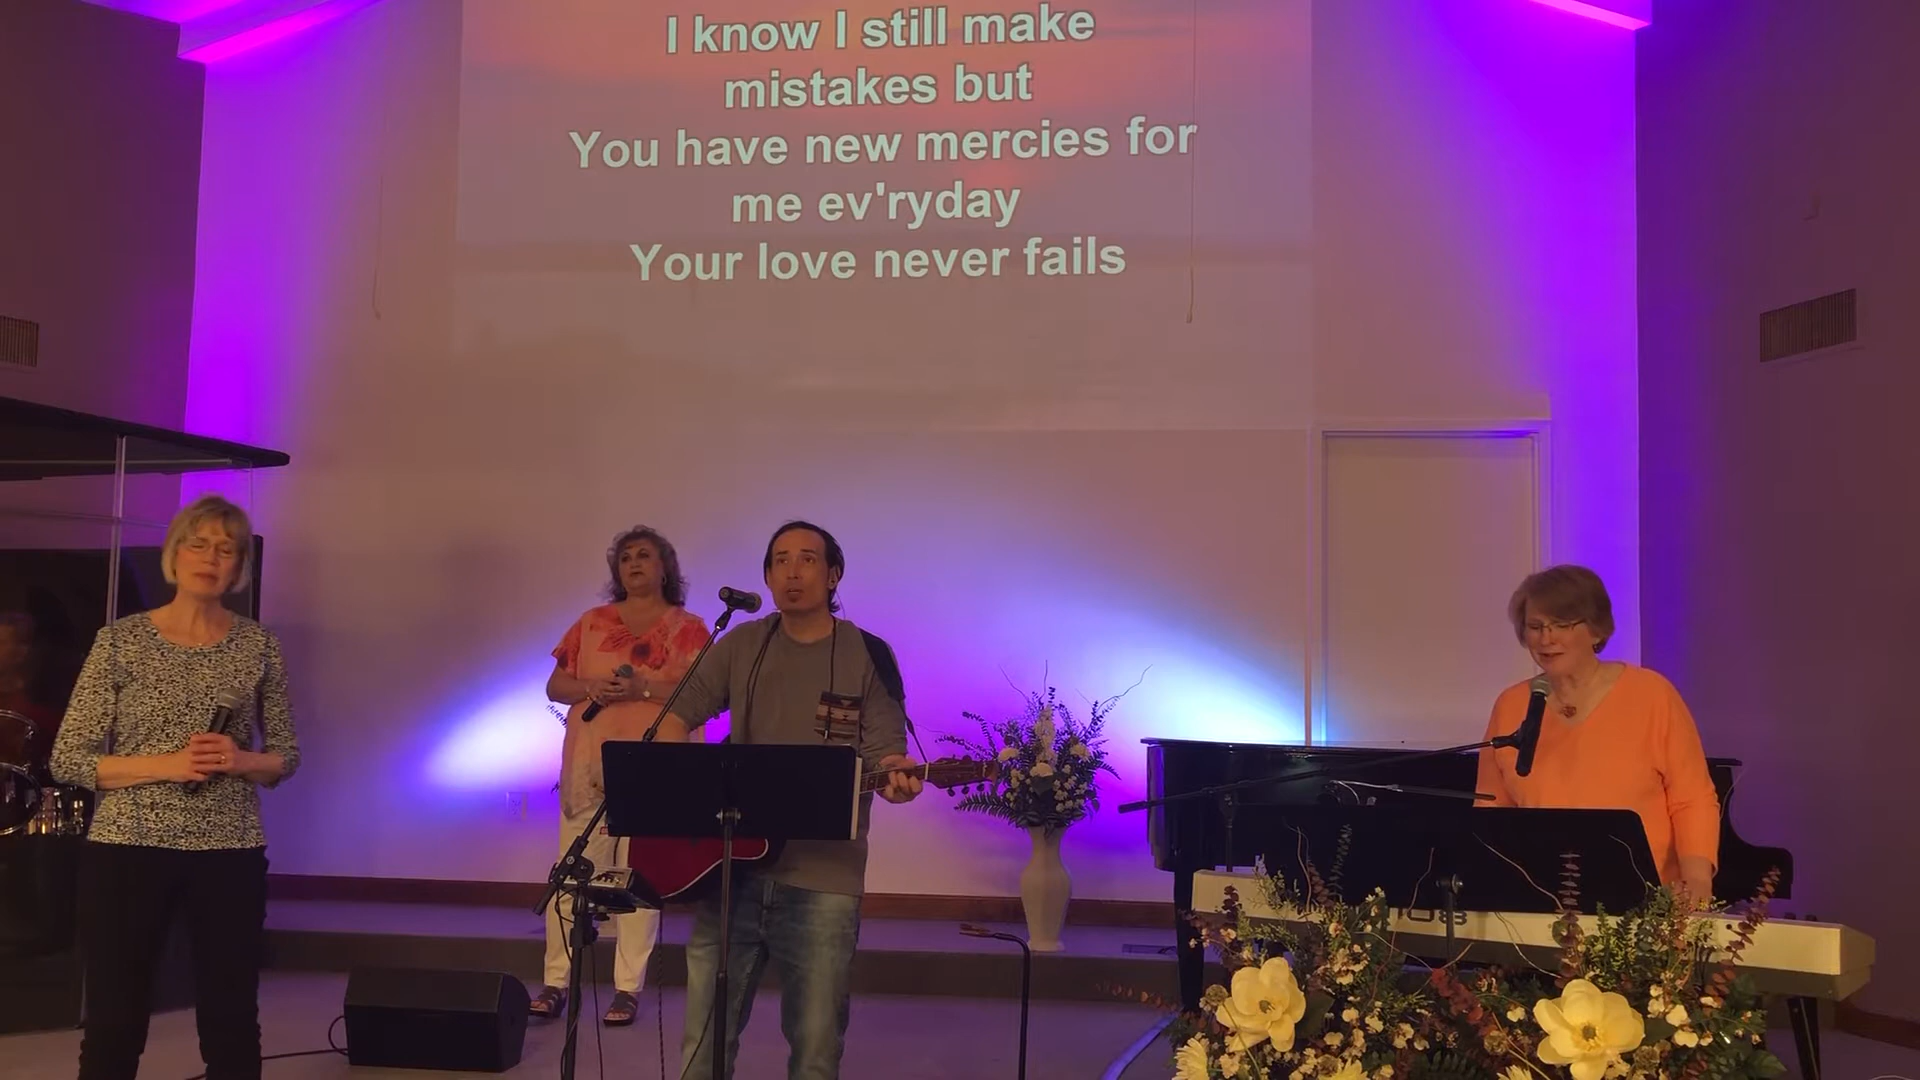 I know I still make
mistakes but
You have new mercies for
me ev'ryday
Your love never fails